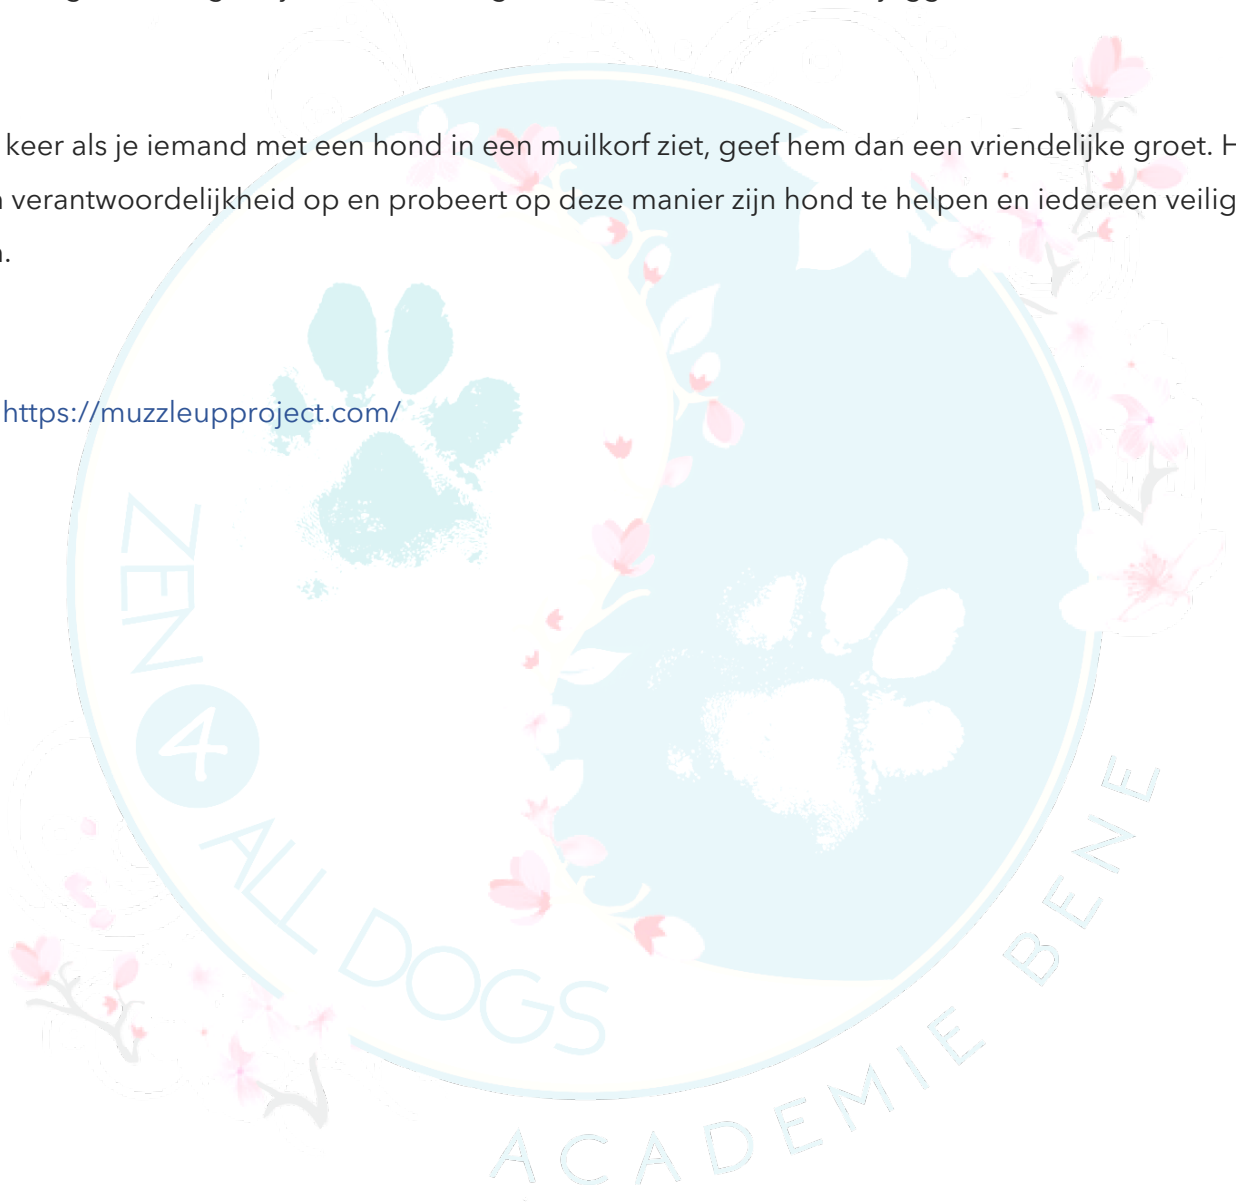 keer als je iemand met een hond in een muilkorf ziet, geef hem dan een vriendelijke groet. H
verantwoordelijkheid op en probeert op deze manier zijn hond te helpen en iedereen veilig
https://muzzleupproject.com/
ZEN 4 ALL DOGS
ACADEMIE BENE